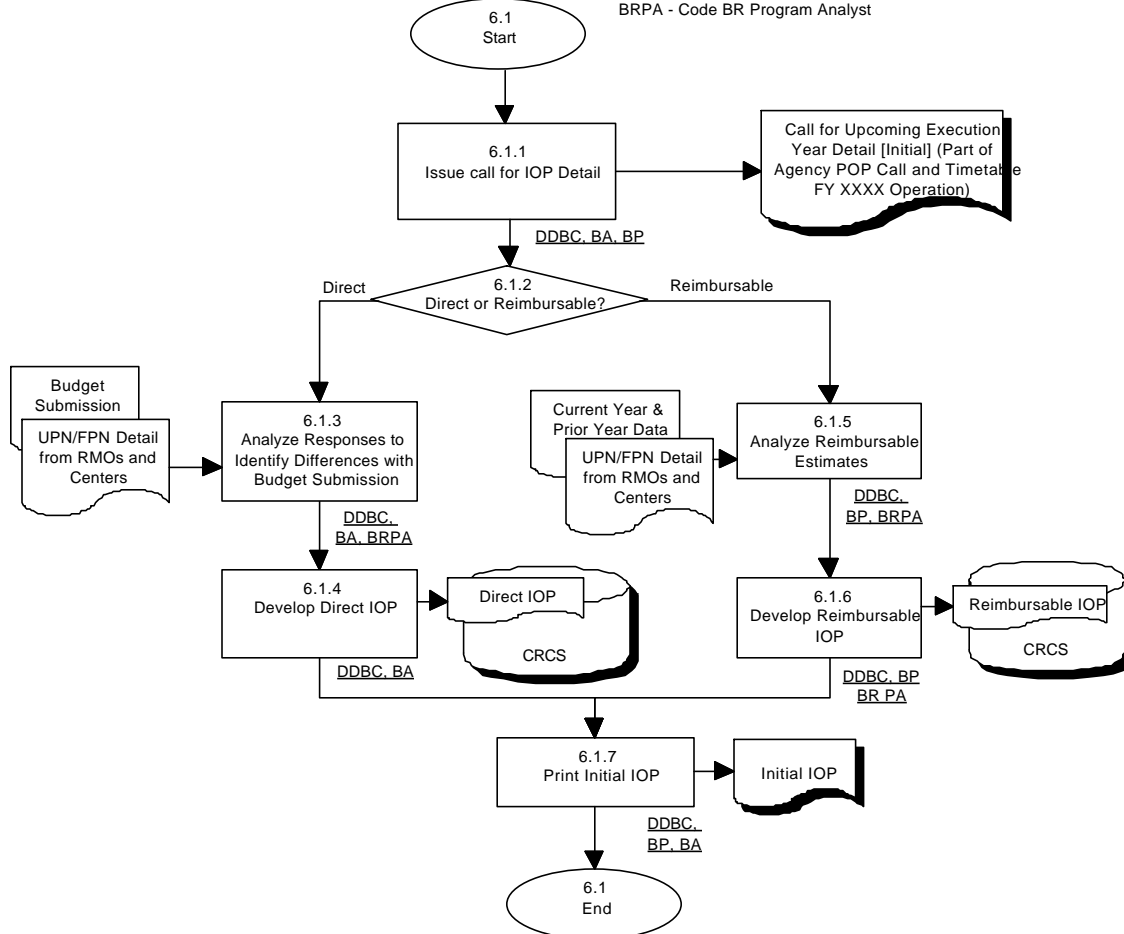 BRPA - Code BR Program Analyst
6.1
Start
6.1.1
Issue call for IOP Detail
Call for Upcoming Execution
Year Detail [Initial] (Part of
Agency POP Call and Timetable
FY XXXX Operation)
DDBC, BA, BP
6.1.2
Direct or Reimbursable?
Direct
Reimbursable
Budget
Submission
UPN/FPN Detail
from RMOs and
Centers
6.1.3
Analyze Responses to
Identify Differences with
Budget Submission
Current Year &
Prior Year Data
UPN/FPN Detail
from RMOs and
Centers
6.1.5
Analyze Reimbursable
Estimates
DDBC,
BA, BRPA
DDBC,
BP, BRPA
6.1.4
Develop Direct IOP
Direct IOP
CRCS
6.1.6
Develop Reimbursable
IOP
Reimbursable IOP
CRCS
DDBC, BA
DDBC, BP
BR PA
6.1.7
Print Initial IOP
Initial IOP
DDBC,
BP, BA
6.1
End